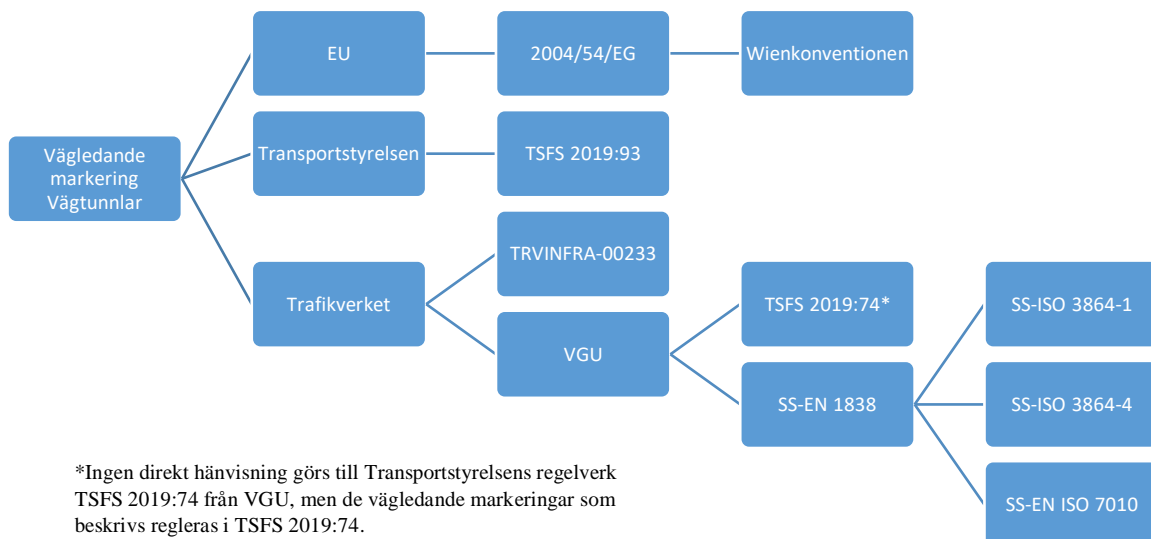 EU
2004/54/EG
Wienkonventionen
Vägledande
markering
Vägtunnlar
Transportstyrelsen
TSFS 2019:93
Trafikverket
TRVINFRA-00233
VGU
TSFS 2019:74*
SS-EN 1838
SS-ISO 3864-1
SS-ISO 3864-4
SS-EN ISO 7010
*Ingen direkt hänvisning görs till Transportstyrelsens regelverk
TSFS 2019:74 från VGU, men de vägledande markeringar som
beskrivs regleras i TSFS 2019:74.